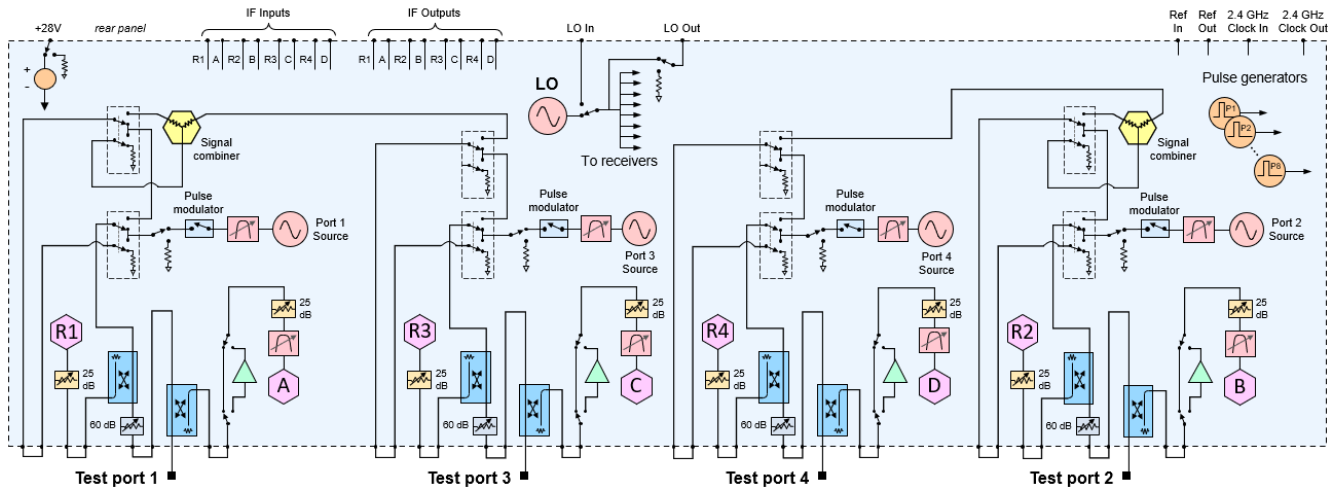 +28V
rear panel
IF Inputs
IF Outputs
LO In
LO Out
Ref
In
Ref
Out
2.4 GHz
Clock In
2.4 GHz
Clock Out
R1 A R2 B R3 C R4 D
R1 A R2 B R3 C R4 D
+
-
LO
To receivers
Pulse generators
P1
P2
P8
Signal
combiner
Signal
combiner
Pulse
modulator
Port 1
Source
Pulse
modulator
Port 3
Source
Pulse
modulator
Port 4
Source
Pulse
modulator
Port 2
Source
R1
25
dB
60 dB
25
dB
A
R3
25
dB
60 dB
25
dB
C
R4
25
dB
60 dB
25
dB
D
R2
25
dB
60 dB
25
dB
B
Test port 1
Test port 3
Test port 4
Test port 2